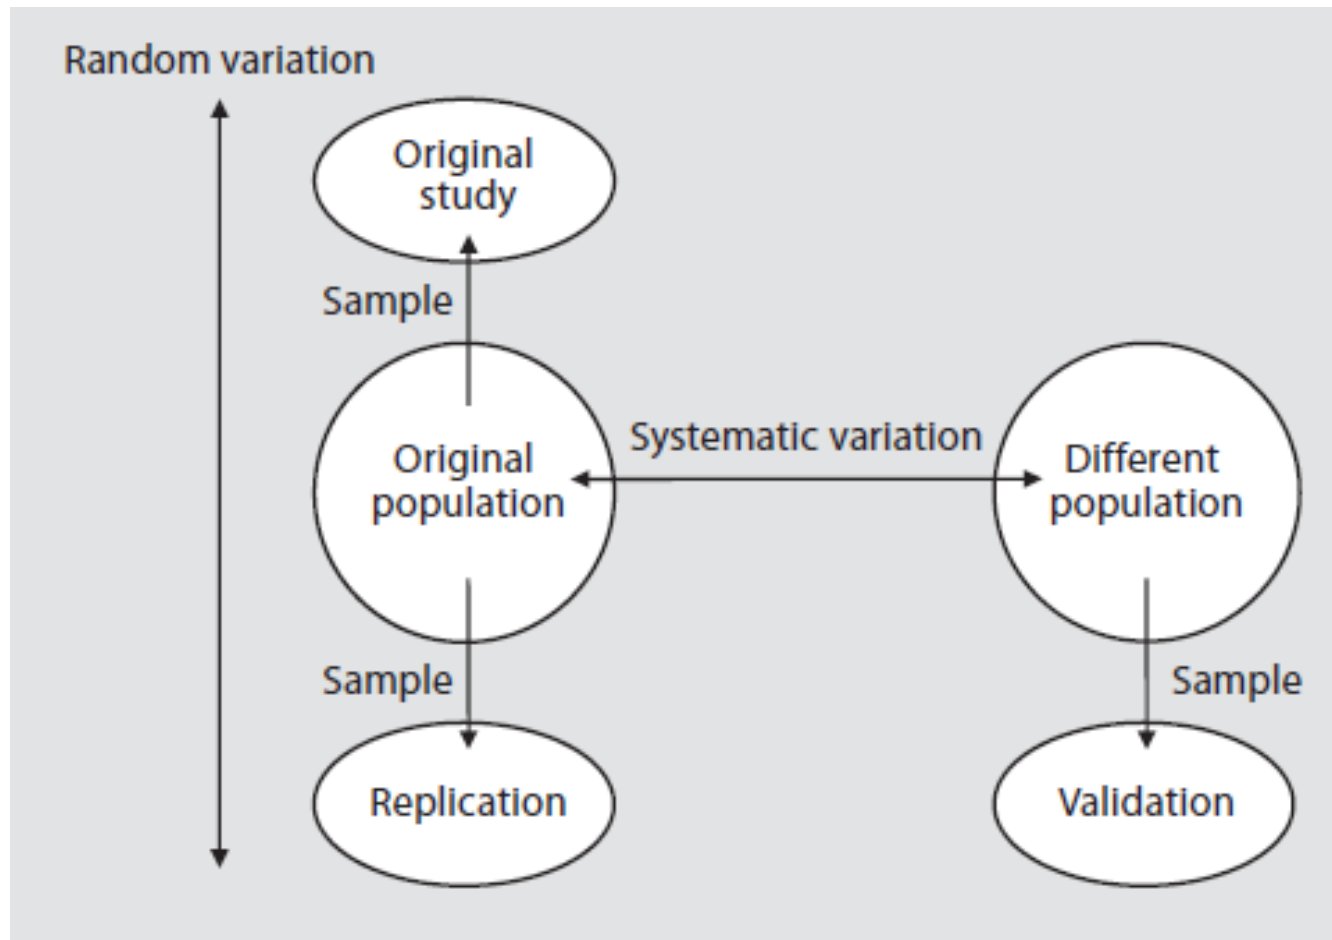 Random variation
Original
study
Sample
Original
population
Systematic variation
Different
population
Sample
Sample
Replication
Validation